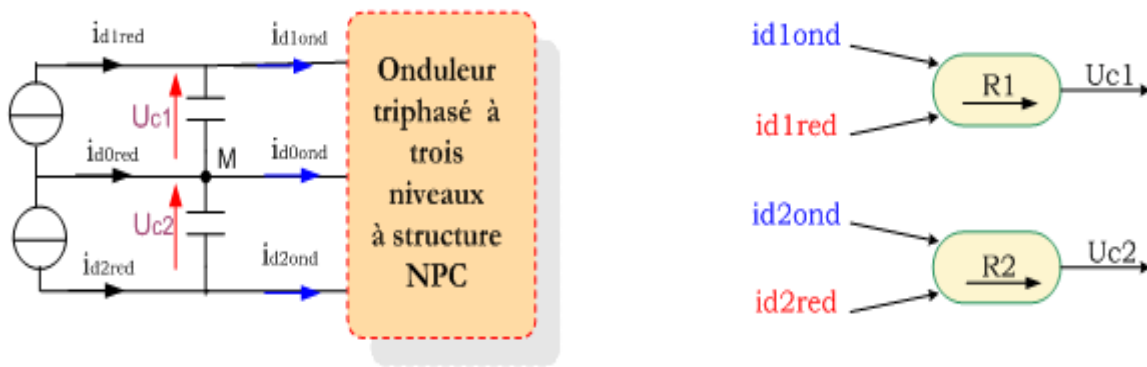 id1red
id1ond
Uc1
id0red
M
id0ond
Uc2
id2red
id2ond
Onduleur
triphasé à
trois
niveaux
à structure
NPC
id1ond
id1red
R1
Uc1
id2ond
id2red
R2
Uc2